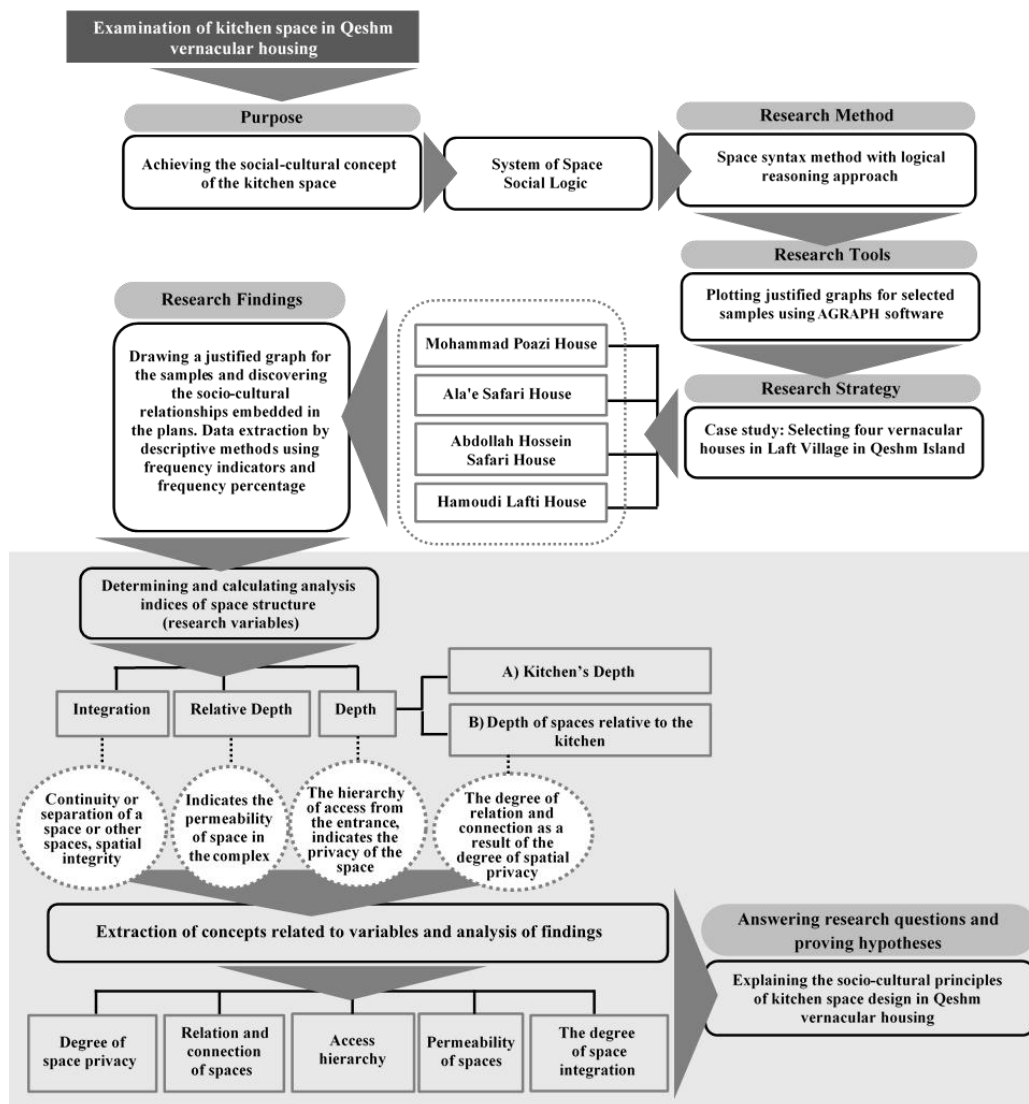 Examination of kitchen space in Qeshm
vernacular housing
Purpose
Achieving the social-cultural concept
of the kitchen space
System of Space
Social Logic
Research Method
Space syntax method with logical
reasoning approach
Research Tools
Plotting justified graphs for selected
samples using AGRAPH software
Research Strategy
Case study: Selecting four vernacular
houses in Laft Village in Qeshm Island
Mohammad Poazi House
Ala'e Safari House
Abdollah Hossein
Safari House
Hamoudi Lafti House
Research Findings
Drawing a justified graph for
the samples and discovering
the socio-cultural
relationships embedded in
the plans. Data extraction by
descriptive methods using
frequency indicators and
frequency percentage
Determining and calculating analysis
indices of space structure
(research variables)
Integration
Relative Depth
Depth
A) Kitchen's Depth
B) Depth of spaces relative to the
kitchen
Continuity or
separation of a
space or other
spaces, spatial
integrity
Indicates the
permeability
of space in
the complex
The
hierarchy
of access from
the entrance,
indicates the
privacy of the
space
The degree of
relation and
connection as a
result of the
degree of spatial
privacy
Extraction of concepts related to variables and analysis of findings
Degree of
space privacy
Relation and
connection
of spaces
Access
hierarchy
Permeability
of spaces
The degree
of space
integration
Answering research questions and
proving hypotheses
Explaining the socio-cultural principles
of kitchen space design in Qeshm
vernacular housing